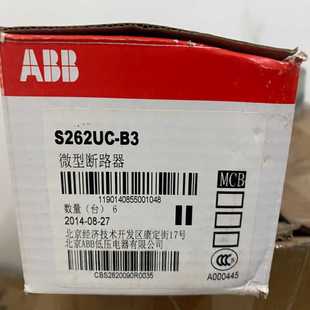 ABB
S262UC-B3
微型断路器
MCB
1190140855001048
数量（台） 6
2014-08-27
北京经济技术开发区康定街17号
北京ABB低压电器有限公司
CCC
A000445
CBS2620090R0035